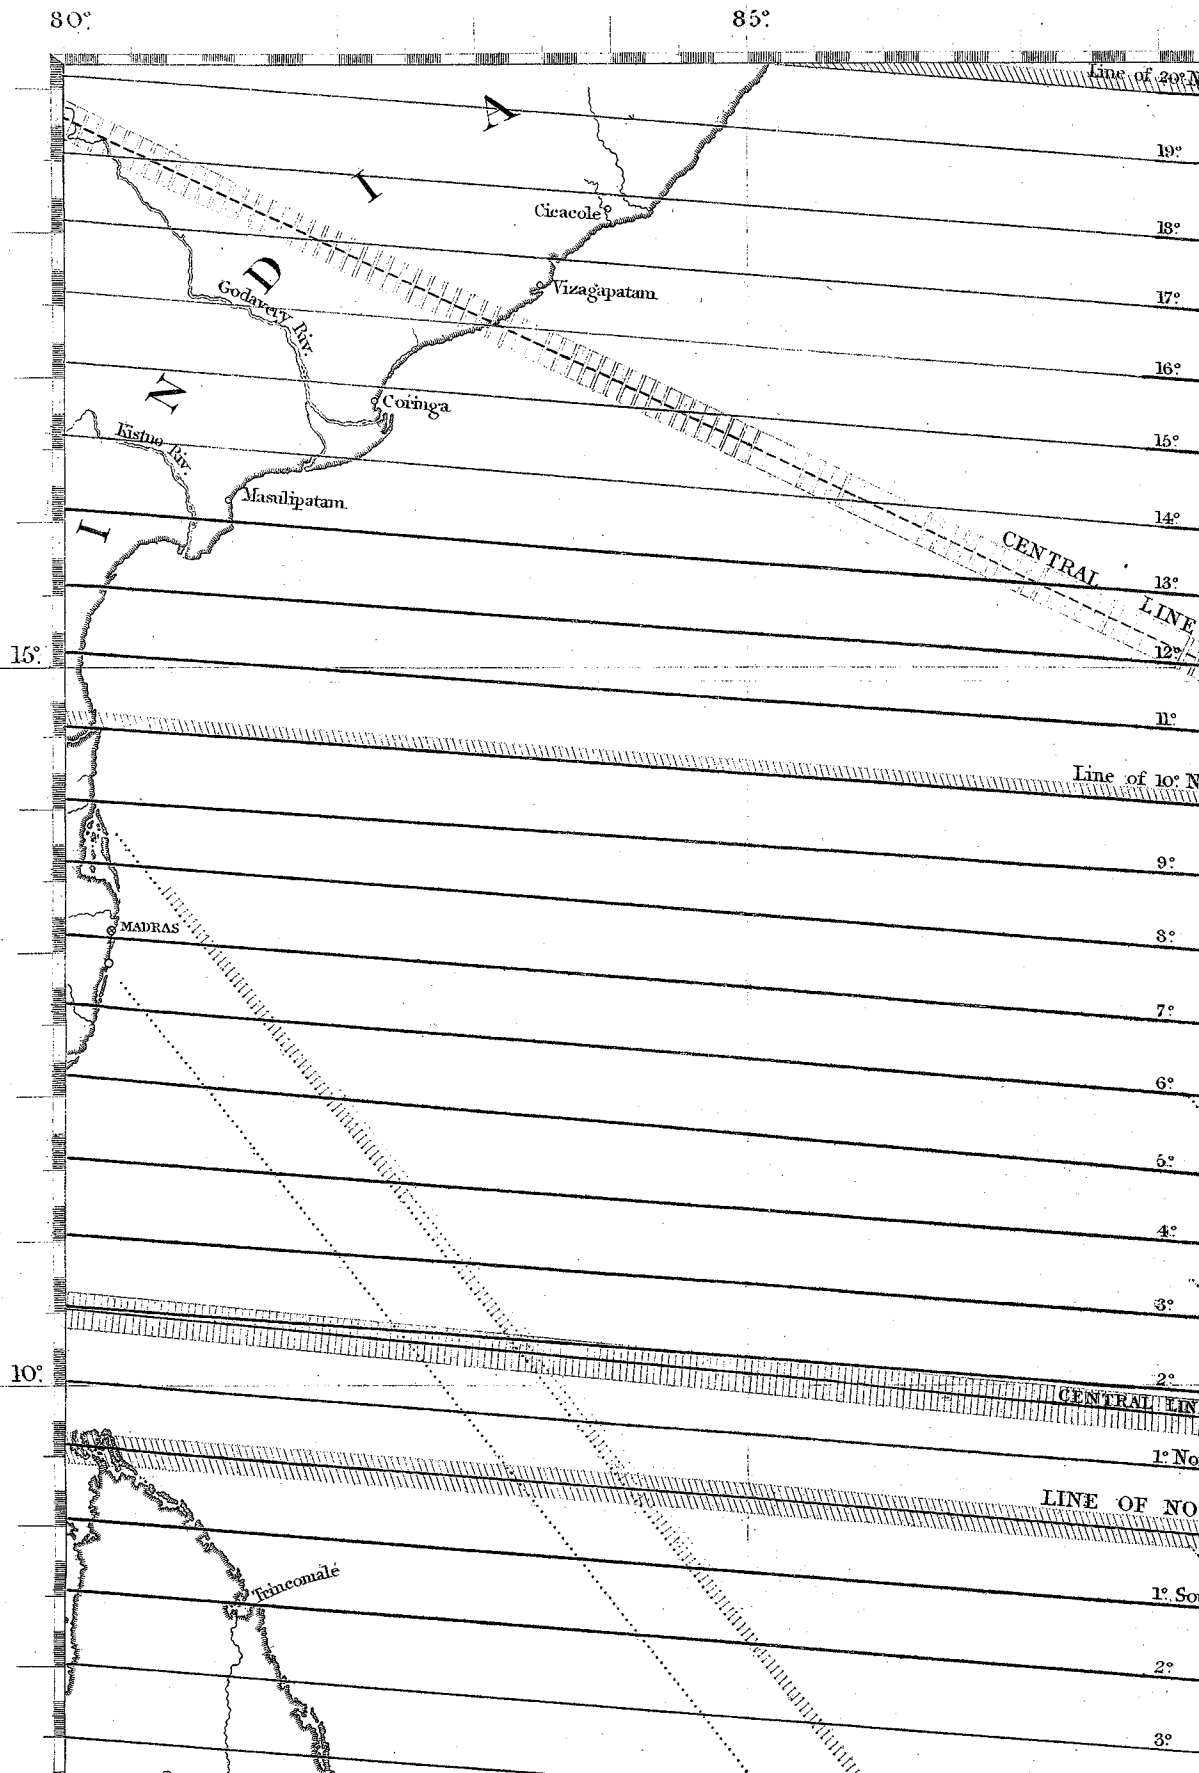 80°
85°
Line of 20° N
A
19°
I
Cicacole
18°
D
Vizagapatam
17°
Godavery Riv.
16°
N
Coringa
15°
Kistno Riv.
Masulipatam
14°
I
CENTRAL LINE
13°
12°
15°
11°
Line of 10° N
9°
MADRAS
8°
7°
6°
5°
4°
3°
10°
2°
CENTRAL LIN
1° No
LINE OF NO
Trincomalé
1° Sou
2°
3°